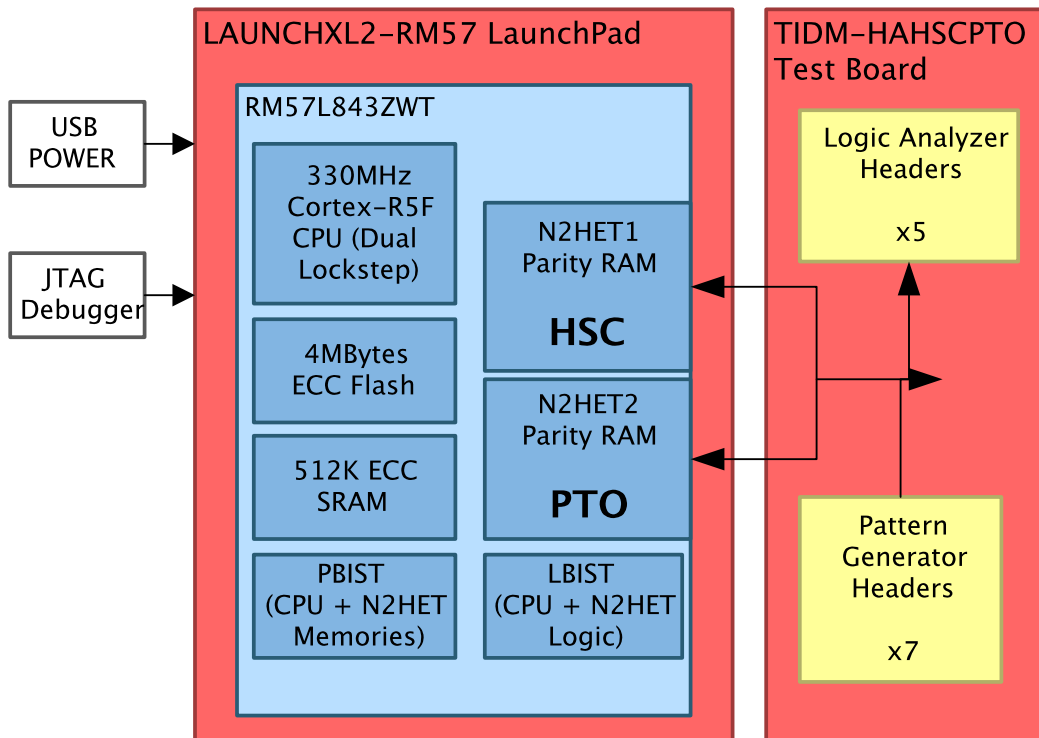 LAUNCHXL2-RM57 LaunchPad
TIDM-HAHSCPTO
Test Board
USB
POWER
JTAG
Debugger
RM57L843ZWT
330MHz
Cortex-R5F
CPU (Dual
Lockstep)
4MBytes
ECC Flash
512K ECC
SRAM
PBIST
(CPU + N2HET
Memories)
N2HET1
Parity RAM
HSC
N2HET2
Parity RAM
PTO
LBIST
(CPU + N2HET
Logic)
Logic Analyzer
Headers
x5
Pattern
Generator
Headers
x7